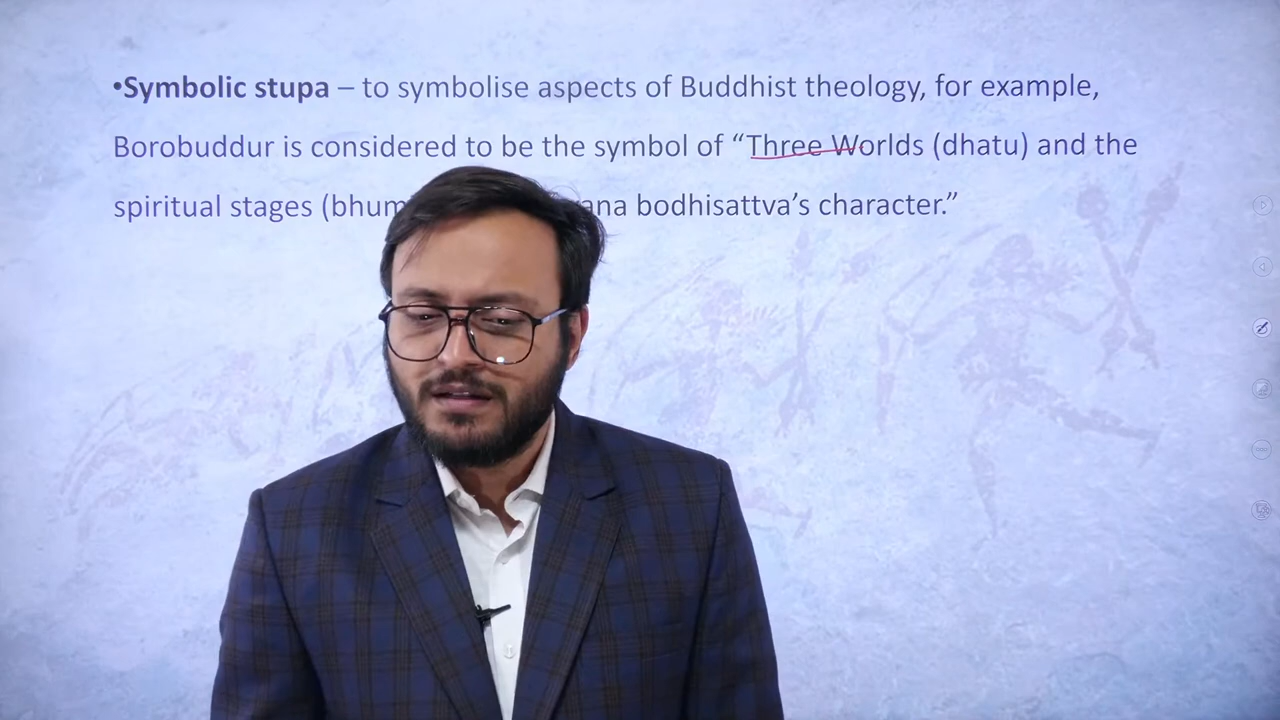 •Symbolic stupa – to symbolise aspects of Buddhist theology, for example,
Borobuddur is considered to be the symbol of “Three Worlds (dhatu) and the
spiritual stages (bhum ana bodhisattva’s character.”